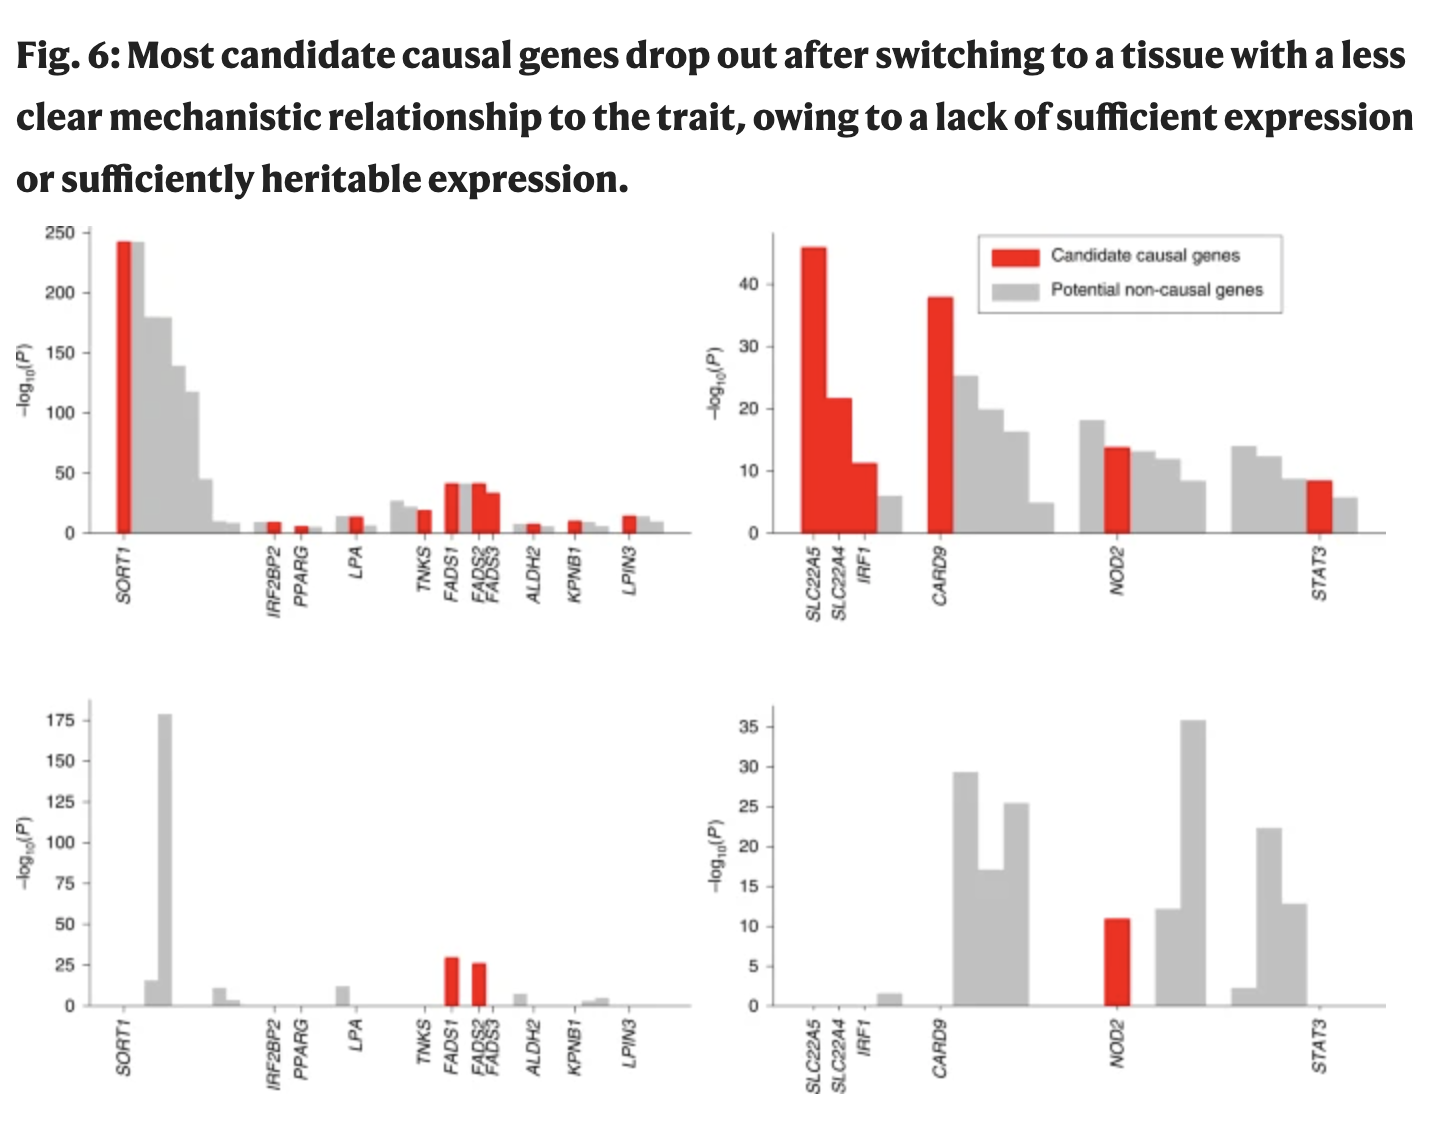 Fig. 6: Most candidate causal genes drop out after switching to a tissue with a less
clear mechanistic relationship to the trait, owing to a lack of sufficient expression
or sufficiently heritable expression.
250
200
150
100
50
0
–log10(P)
SORT1
IRF2BP2
PPARG
LPA
TNKS
FADS1
FADS2
FADS3
ALDH2
KPNB1
LPIN3
40
30
20
10
0
–log10(P)
Candidate causal genes
Potential non-causal genes
SLC22A5
SLC22A4
IRF1
CARD9
NOD2
STAT3
175
150
125
100
75
50
25
0
–log10(P)
SORT1
IRF2BP2
PPARG
LPA
TNKS
FADS1
FADS2
FADS3
ALDH2
KPNB1
LPIN3
35
30
25
20
15
10
5
0
–log10(P)
SLC22A5
SLC22A4
IRF1
CARD9
NOD2
STAT3